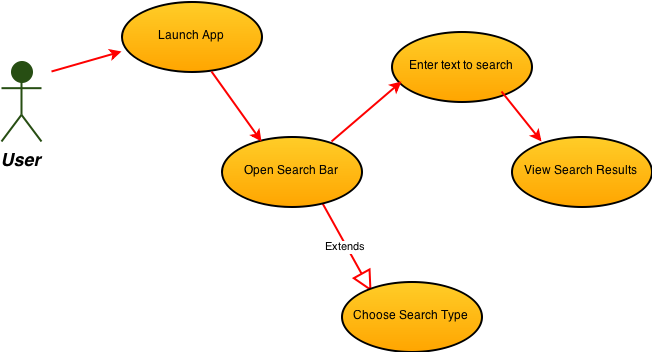 Launch App
Enter text to search
User
Open Search Bar
View Search Results
Extends
Choose Search Type